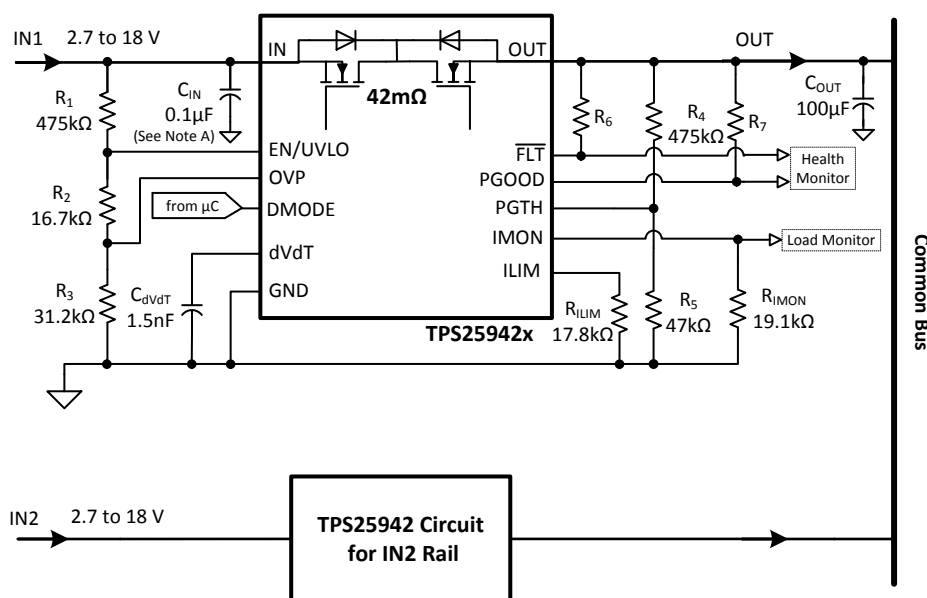 IN1
2.7 to 18 V
R1
475kΩ
CIN
0.1µF
(See Note A)
R2
16.7kΩ
R3
31.2kΩ
from µC
CdVdT
1.5nF
IN
OUT
42mΩ
EN/UVLO
OVP
DMODE
dVdT
GND
FLT
PGOOD
PGTH
IMON
ILIM
TPS25942x
R6
R4
475kΩ
R7
OUT
COUT
100µF
Health
Monitor
Load Monitor
RILIM
17.8kΩ
R5
47kΩ
RIMON
19.1kΩ
Common Bus
IN2
2.7 to 18 V
TPS25942 Circuit
for IN2 Rail